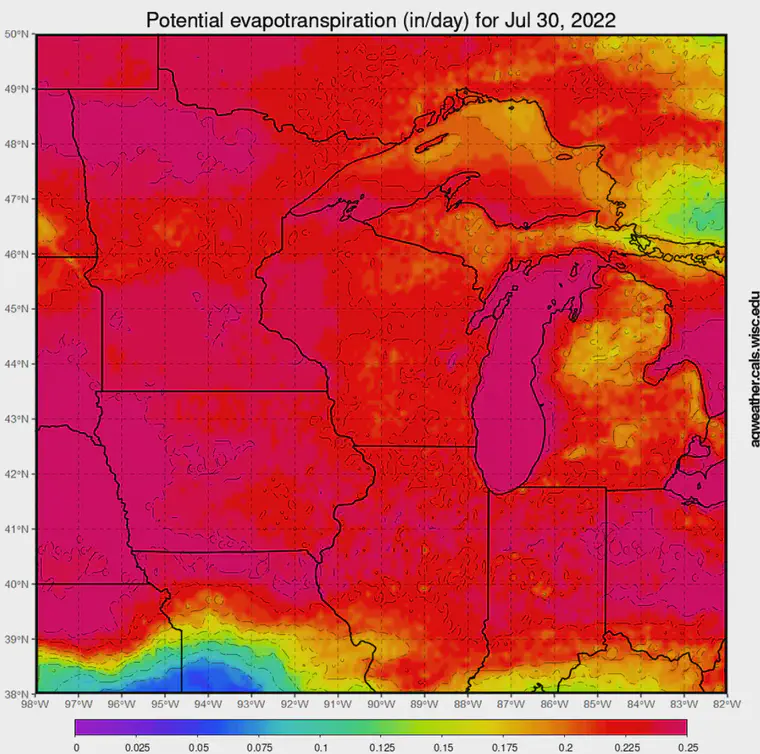 Potential evapotranspiration (in/day) for Jul 30, 2022
50°N
49°N
48°N
47°N
46°N
45°N
44°N
43°N
42°N
41°N
40°N
39°N
38°N
98°W 97°W 96°W 95°W 94°W 93°W 92°W 91°W 90°W 89°W 88°W 87°W 86°W 85°W 84°W 83°W 82°W
0 0.025 0.05 0.075 0.1 0.125 0.15 0.175 0.2 0.225 0.25
agweather.cals.wisc.edu